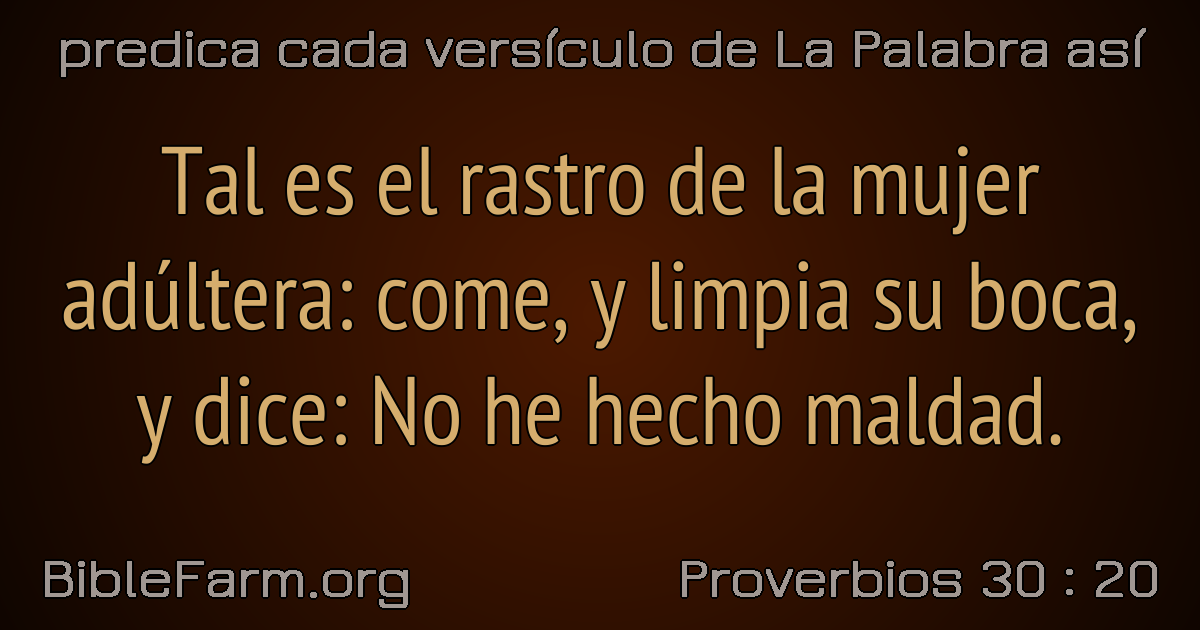 predica cada versículo de La Palabra así
Tal es el rastro de la mujer
adúltera: come, y limpia su boca,
y dice: No he hecho maldad.
BibleFarm.org
Proverbios 30 : 20